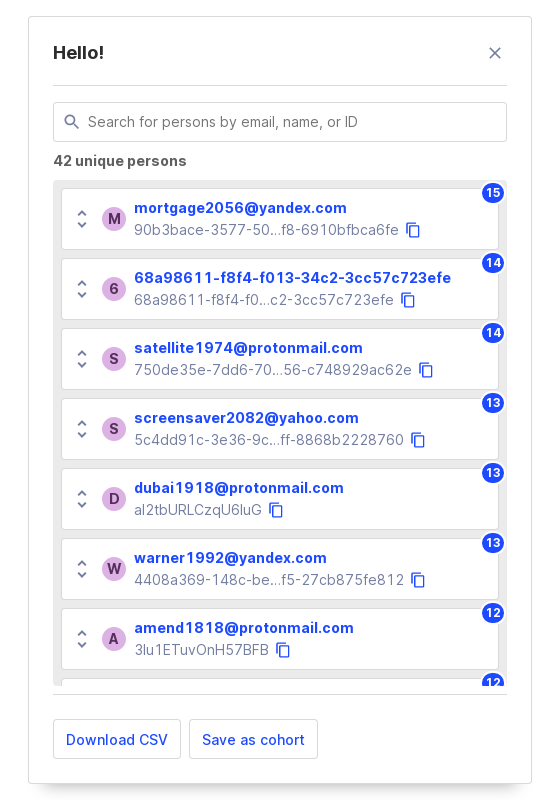 Hello!
Search for persons by email, name, or ID
42 unique persons
15
M
mortgage2056@yandex.com
90b3bace-3577-50...f8-6910bfbca6fe
14
6
68a98611-f8f4-f013-34c2-3cc57c723efe
68a98611-f8f4-f0...c2-3cc57c723efe
14
S
satellite1974@protonmail.com
750de35e-7dd6-70...56-c748929ac62e
13
S
screensaver2082@yahoo.com
5c4dd91c-3e36-9c...ff-8868b2228760
13
D
dubai1918@protonmail.com
13
W
warner1992@yandex.com
4408a369-148c-be...f5-27cb875fe812
12
A
amend1818@protonmail.com
12
Download CSV
Save as cohort